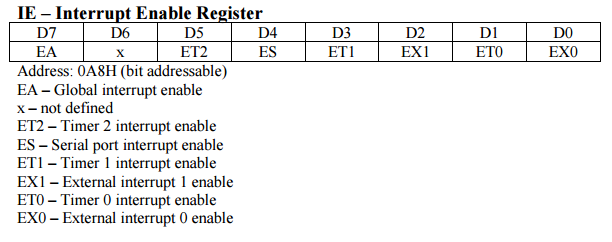 IE – Interrupt Enable Register
D7 D6 D5 D4 D3 D2 D1 D0
EA x ET2 ES ET1 EX1 ET0 EX0
Address: 0A8H (bit addressable)
EA – Global interrupt enable
x – not defined
ET2 – Timer 2 interrupt enable
ES – Serial port interrupt enable
ET1 – Timer 1 interrupt enable
EX1 – External interrupt 1 enable
ET0 – Timer 0 interrupt enable
EX0 – External interrupt 0 enable